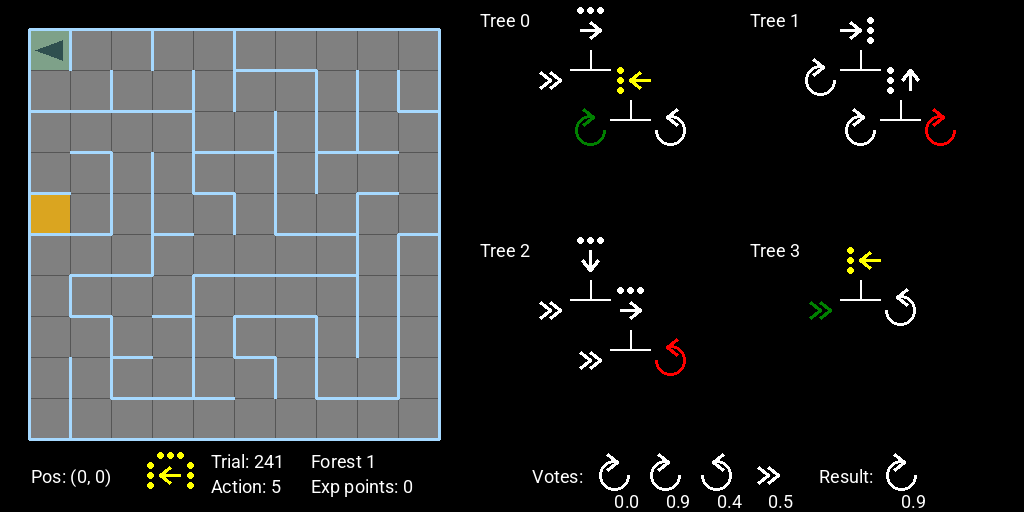 Tree 0
Tree 1
Tree 2
Tree 3
Pos: (0, 0)
Trial: 241
Forest 1
Action: 5
Exp points: 0
Votes:
0.0
0.9
0.4
0.5
Result:
0.9